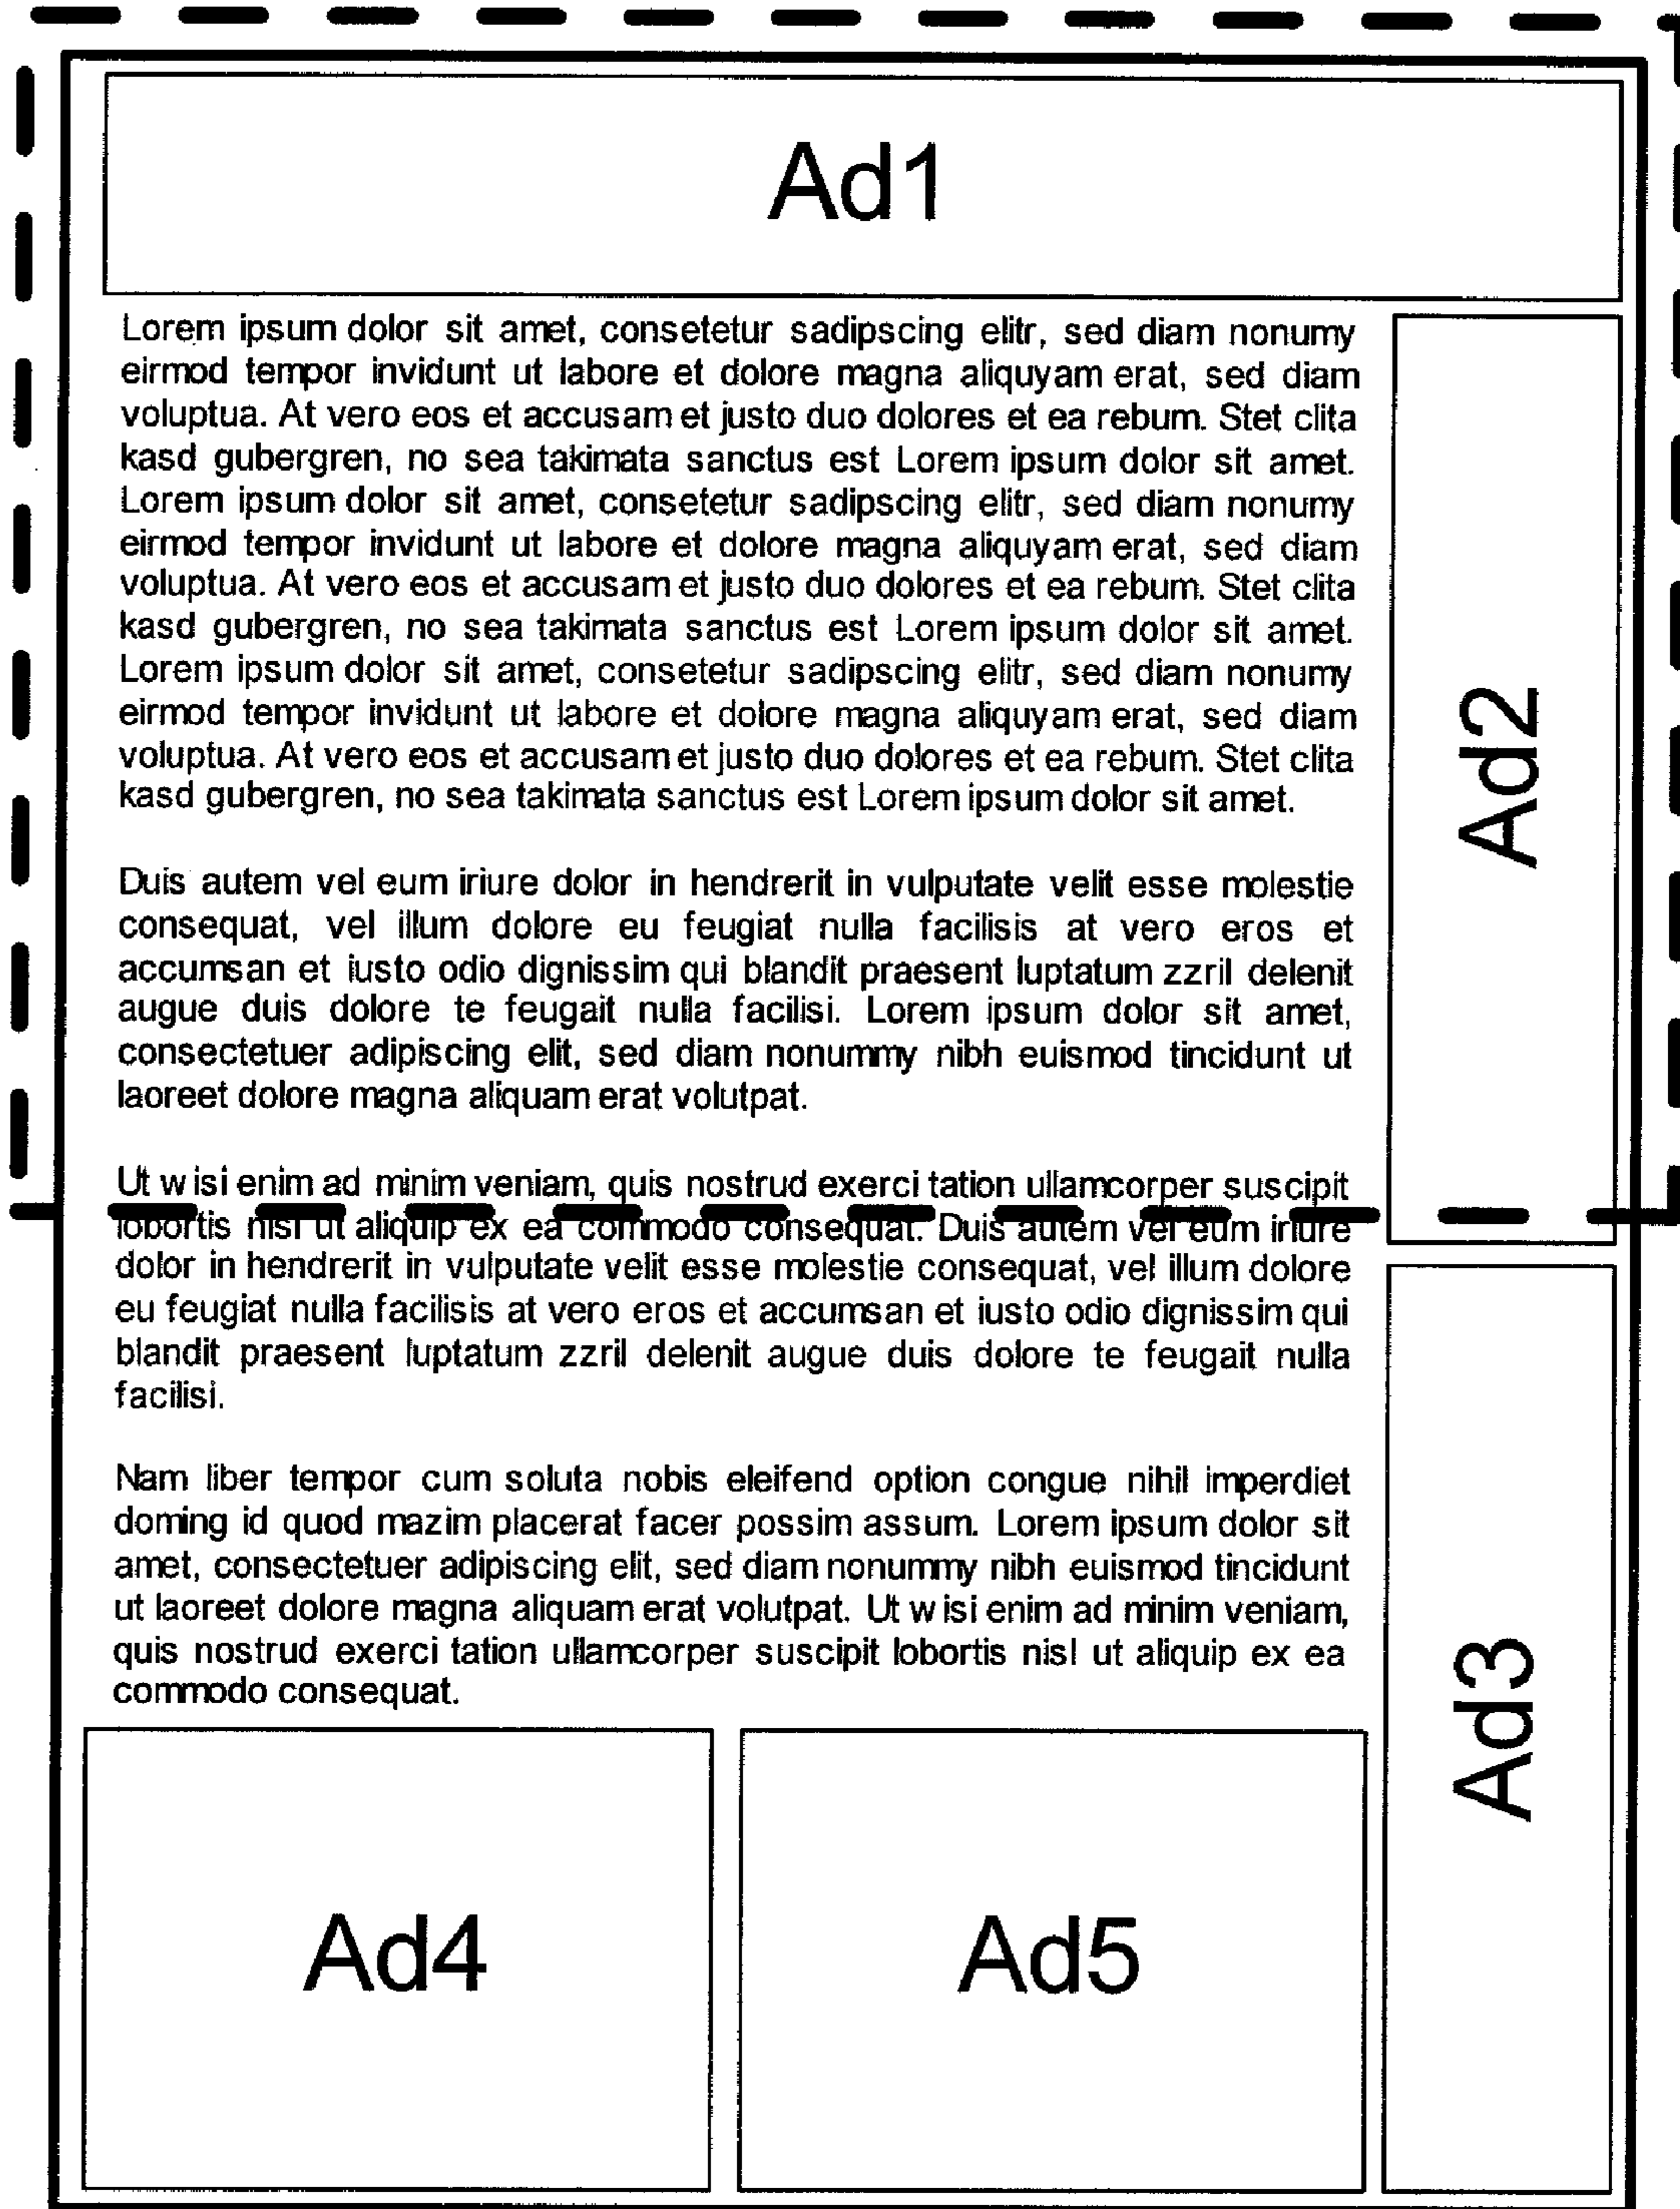 Ad1
Lorem ipsum dolor sit amet, consetetur sadipscing elitr, sed diam nonumy
eirmod tempor invidunt ut labore et dolore magna aliquyam erat, sed diam
voluptua. At vero eos et accusam et justo duo dolores et ea rebum. Stet clita
kasd gubergren, no sea takimata sanctus est Lorem ipsum dolor sit amet.
Lorem ipsum dolor sit amet, consetetur sadipscing elitr, sed diam nonumy
eirmod tempor invidunt ut labore et dolore magna aliquyam erat, sed diam
voluptua. At vero eos et accusam et justo duo dolores et ea rebum. Stet clita
kasd gubergren, no sea takimata sanctus est Lorem ipsum dolor sit amet.
Lorem ipsum dolor sit amet, consetetur sadipscing elitr, sed diam nonumy
eirmod tempor invidunt ut labore et dolore magna aliquyam erat, sed diam
voluptua. At vero eos et accusam et justo duo dolores et ea rebum. Stet clita
kasd gubergren, no sea takimata sanctus est Lorem ipsum dolor sit amet.
Duis autem vel eum iriure dolor in hendrerit in vulputate velit esse molestie
consequat, vel illum dolore eu feugiat nulla facilisis at vero eros et
accumsan et iusto odio dignissim qui blandit praesent luptatum zzril delenit
augue duis dolore te feugait nulla facilisi. Lorem ipsum dolor sit amet,
consectetuer adipiscing elit, sed diam nonummy nibh euismod tincidunt ut
laoreet dolore magna aliquam erat volutpat.
Ut wisi enim ad minim veniam, quis nostrud exerci tation ullamcorper suscipit
lobortis nisl ut aliquip ex ea commodo consequat. Duis autem vel eum iriure
dolor in hendrerit in vulputate velit esse molestie consequat, vel illum dolore
eu feugiat nulla facilisis at vero eros et accumsan et iusto odio dignissim qui
blandit praesent luptatum zzril delenit augue duis dolore te feugait nulla
facilisi.
Nam liber tempor cum soluta nobis eleifend option congue nihil imperdiet
doming id quod mazim placerat facer possim assum. Lorem ipsum dolor sit
amet, consectetuer adipiscing elit, sed diam nonummy nibh euismod tincidunt
ut laoreet dolore magna aliquam erat volutpat. Ut wisi enim ad minim veniam,
quis nostrud exerci tation ullamcorper suscipit lobortis nisl ut aliquip ex ea
commodo consequat.
Ad2
Ad3
Ad4
Ad5